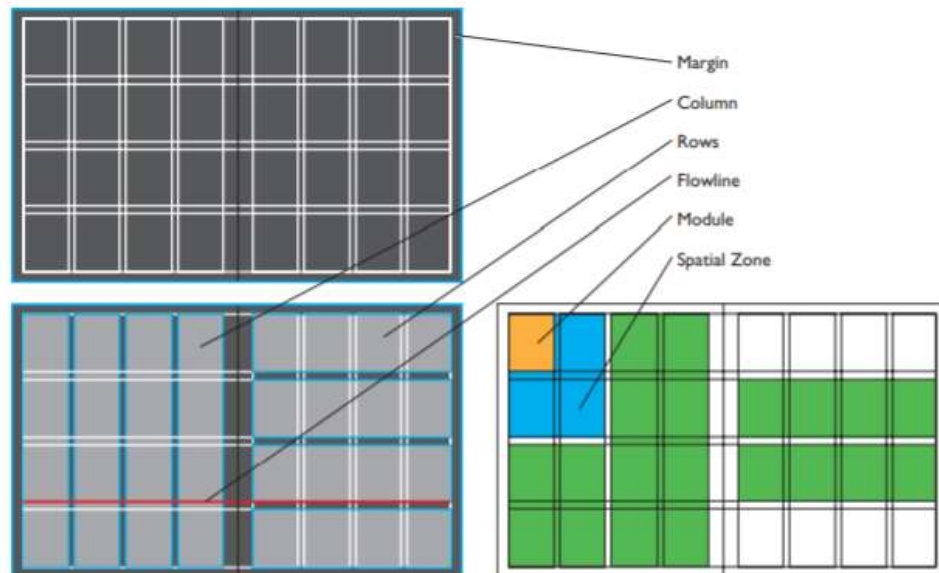 Margin
Column
Rows
Flowline
Module
Spatial Zone